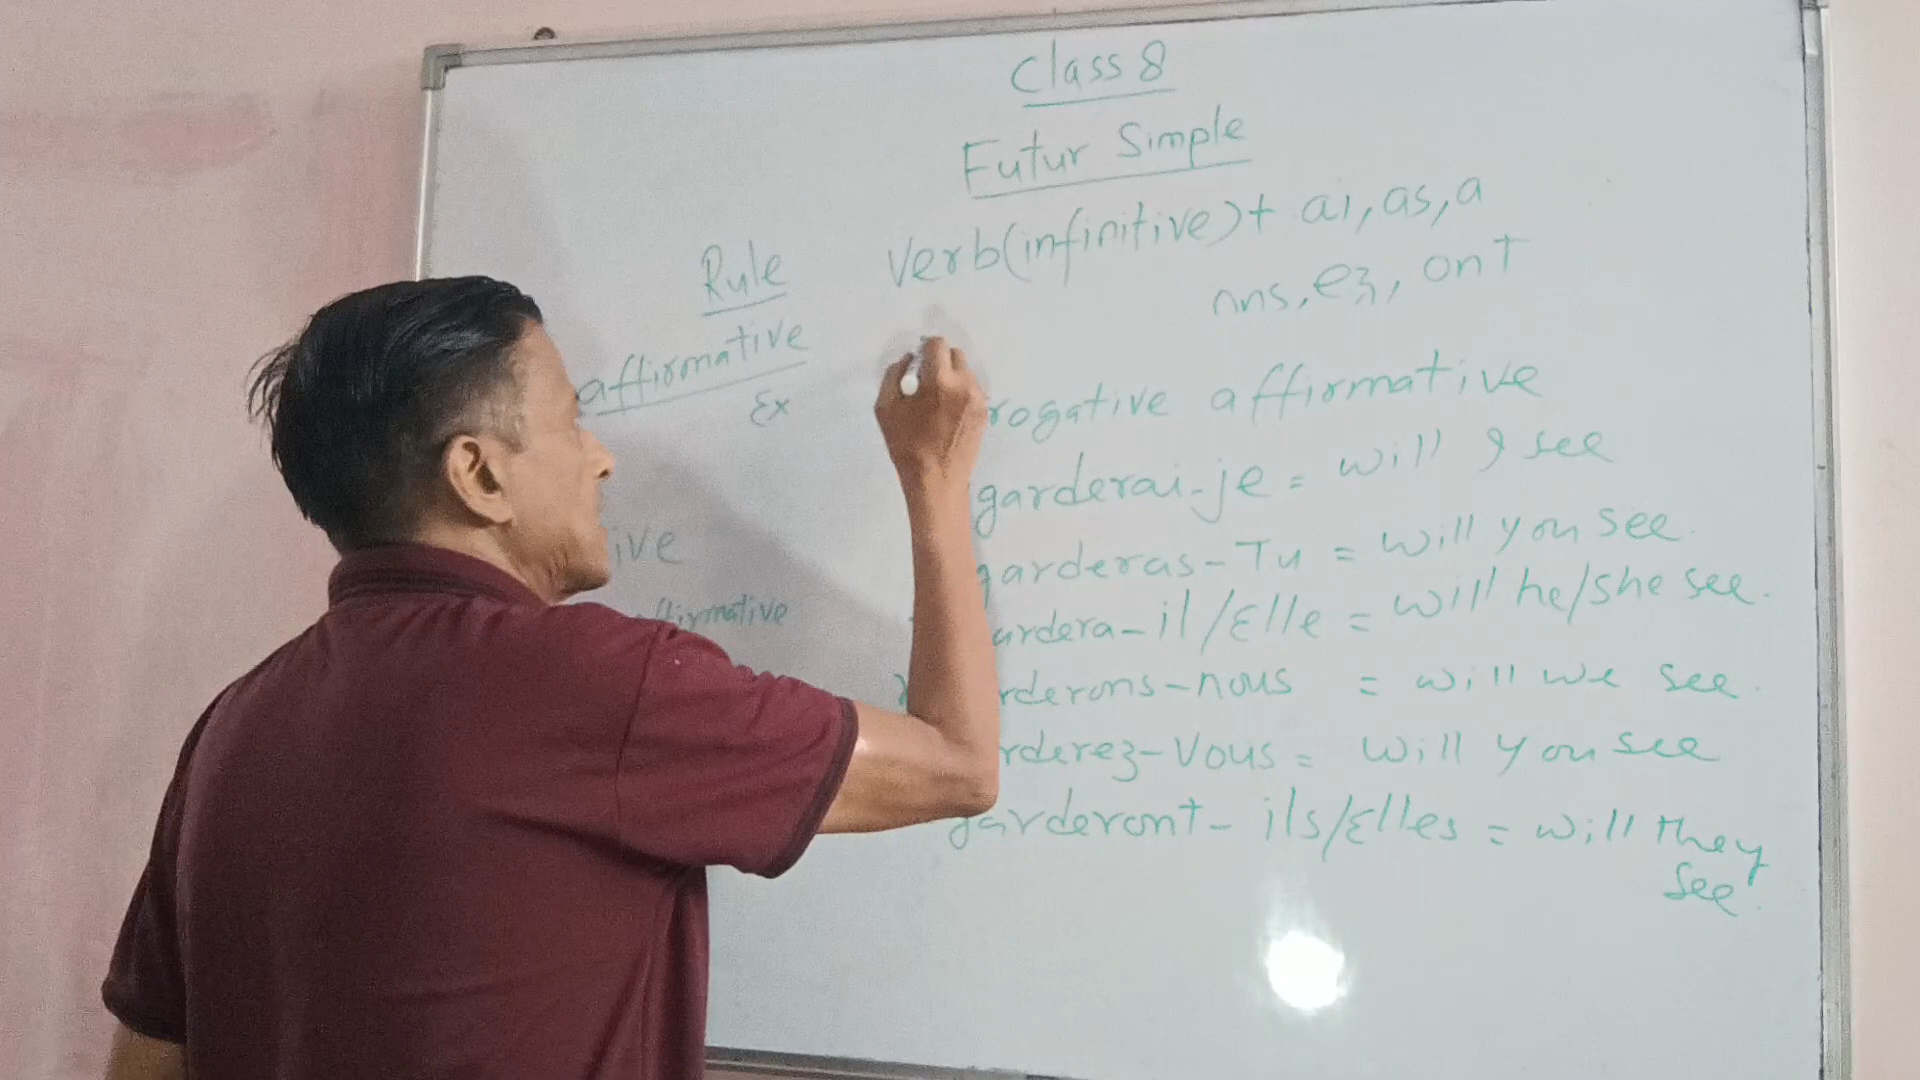 Class 8
Futur Simple
Rule Verb(infinitive)+ ai, as, a
ons, ez, ont
affirmative
Ex
rogative affirmative
garderai-je = will I see
garderas-Tu = will you see.
ardera-il/Elle = will he/she see.
ive
affirmative
rderons-nous = will we see.
rderez-Vous = will you see
garderont-ils/Elles = will they
see.